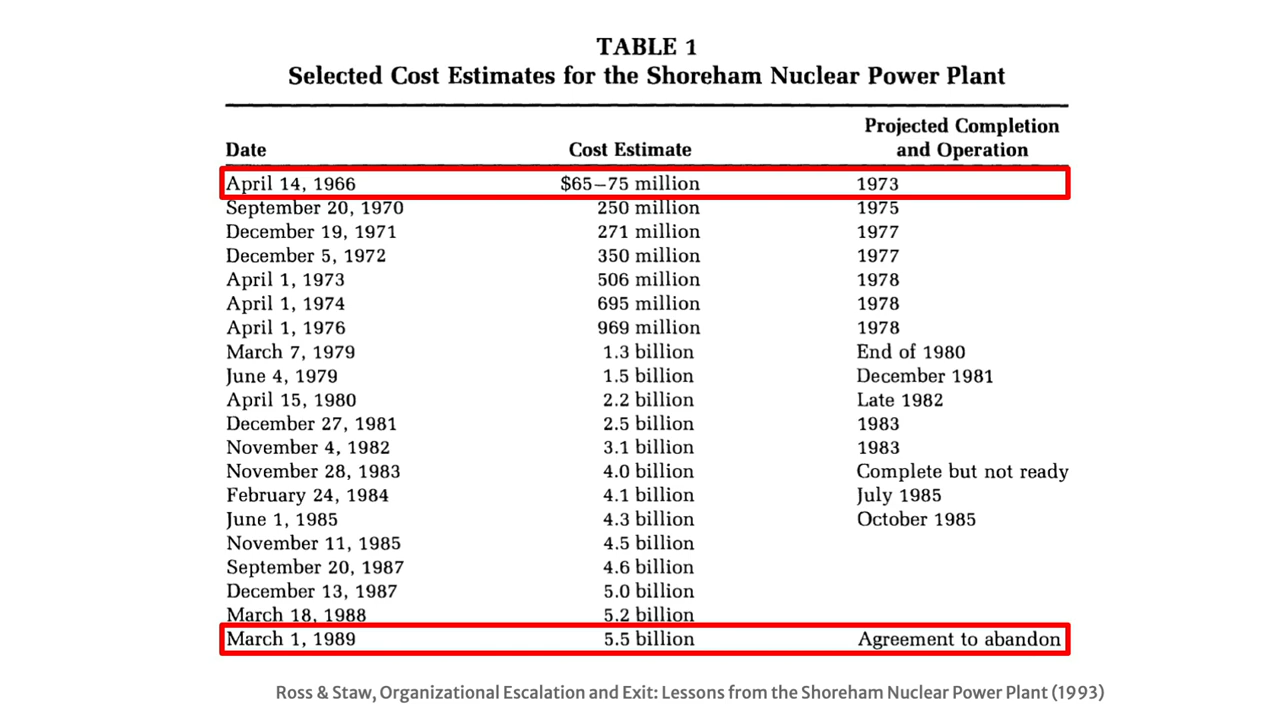 TABLE 1
Selected Cost Estimates for the Shoreham Nuclear Power Plant
Projected Completion
Date Cost Estimate and Operation
April 14, 1966 $65–75 million 1973
September 20, 1970 250 million 1975
December 19, 1971 271 million 1977
December 5, 1972 350 million 1977
April 1, 1973 506 million 1978
April 1, 1974 695 million 1978
April 1, 1976 969 million 1978
March 7, 1979 1.3 billion End of 1980
June 4, 1979 1.5 billion December 1981
April 15, 1980 2.2 billion Late 1982
December 27, 1981 2.5 billion 1983
November 4, 1982 3.1 billion 1983
November 28, 1983 4.0 billion Complete but not ready
February 24, 1984 4.1 billion July 1985
June 1, 1985 4.3 billion October 1985
November 11, 1985 4.5 billion
September 20, 1987 4.6 billion
December 13, 1987 5.0 billion
March 18, 1988 5.2 billion
March 1, 1989 5.5 billion Agreement to abandon
Ross & Staw, Organizational Escalation and Exit: Lessons from the Shoreham Nuclear Power Plant (1993)